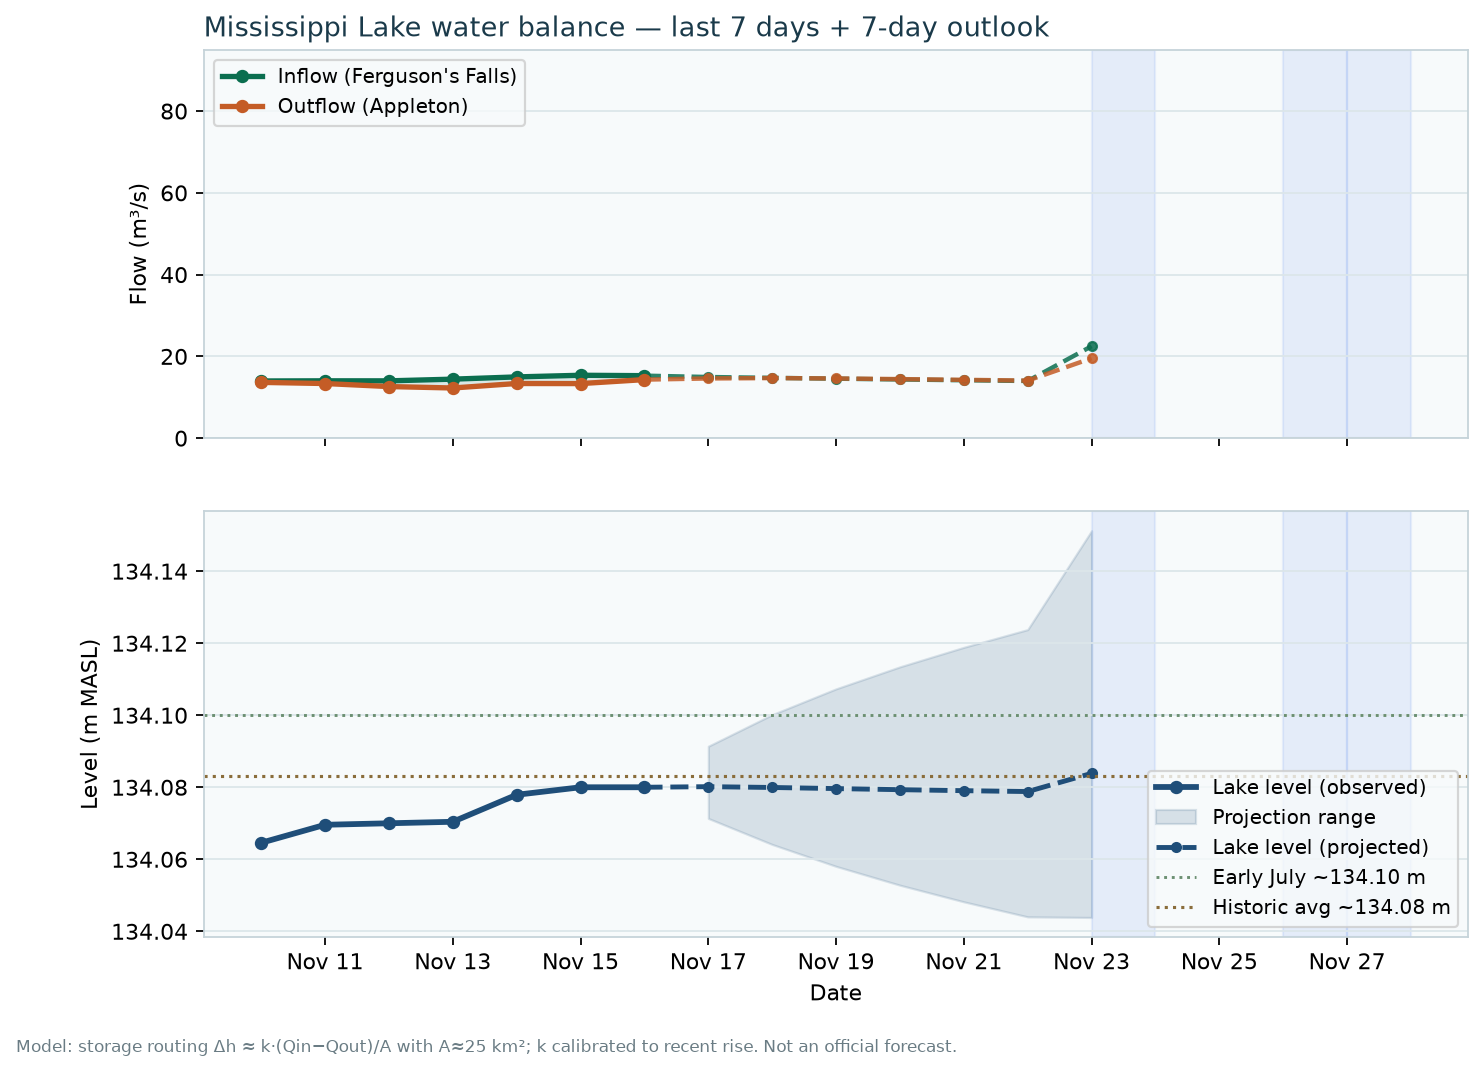 Mississippi Lake water balance — last 7 days + 7-day outlook
Inflow (Ferguson's Falls)
Outflow (Appleton)
80
60
40
20
0
Flow (m³/s)
134.14
134.12
134.10
134.08
134.06
134.04
Level (m MASL)
Lake level (observed)
Projection range
Lake level (projected)
Early July ~134.10 m
Historic avg ~134.08 m
Nov 11 Nov 13 Nov 15 Nov 17 Nov 19 Nov 21 Nov 23 Nov 25 Nov 27
Date
Model: storage routing Δh ≈ k·(Qin−Qout)/A with A≈25 km²; k calibrated to recent rise. Not an official forecast.